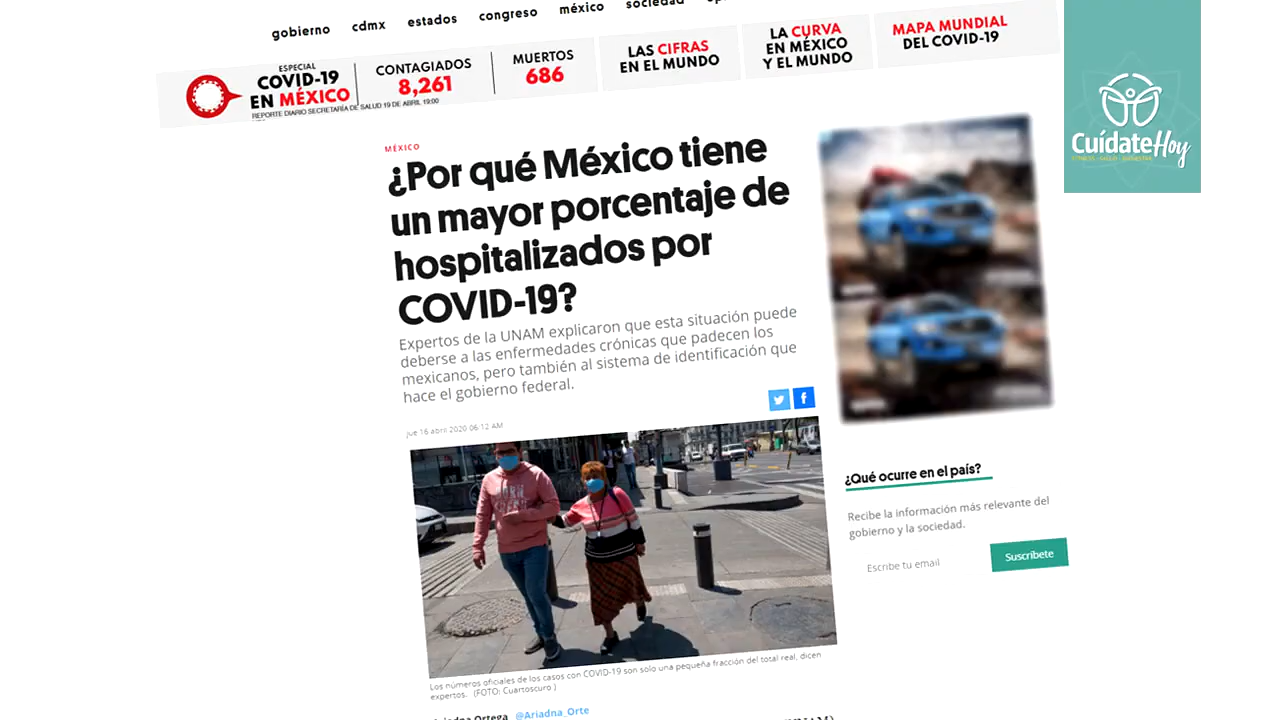 gobierno cdmx estados congreso méxico sociedad
ESPECIAL
COVID-19
EN MÉXICO
REPORTE DIARIO SECRETARÍA DE SALUD 19 DE ABRIL 19:00
CONTAGIADOS
8,261
MUERTOS
686
LAS CIFRAS
EN EL MUNDO
LA CURVA
EN MÉXICO
Y EL MUNDO
MAPA MUNDIAL
DEL COVID-19
CuídateHoy
MÉXICO
¿Por qué México tiene
un mayor porcentaje de
hospitalizados por
COVID-19?
Expertos de la UNAM explicaron que esta situación puede
deberse a las enfermedades crónicas que padecen los
mexicanos, pero también al sistema de identificación que
hace el gobierno federal.
jue 16 abril 2020 06:12 AM
Los números oficiales de los casos con COVID-19 son solo una pequeña fracción del total real, dicen
expertos. (FOTO: Cuartoscuro )
Ariadna Ortega @Ariadna_Orte
¿Qué ocurre en el país?
Recibe la información más relevante del
gobierno y la sociedad.
Escribe tu email
Suscríbete